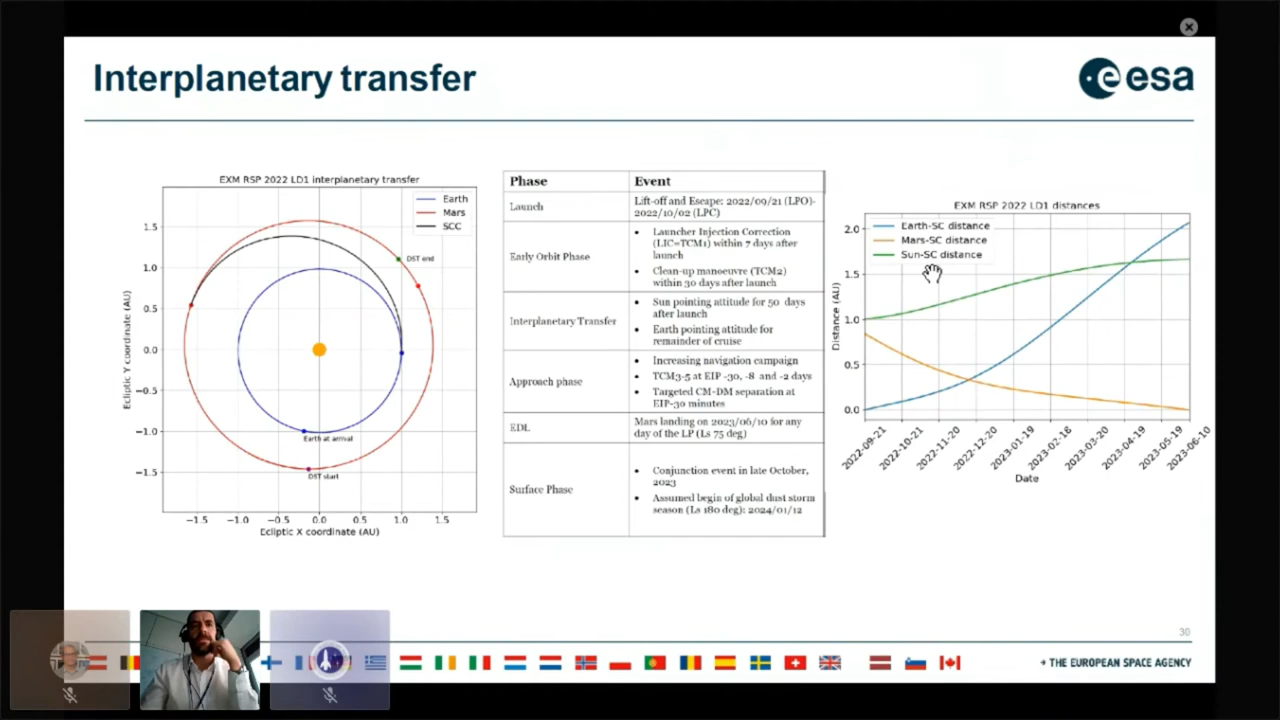 Interplanetary transfer
esa
EXM RSP 2022 LD1 interplanetary transfer
Earth
Mars
SCC
DST end
Earth at arrival
DST start
1.5
1.0
0.5
0.0
−0.5
−1.0
−1.5
−1.5
−1.0
−0.5
0.0
0.5
1.0
1.5
Ecliptic Y coordinate (AU)
Ecliptic X coordinate (AU)
Phase
Event
Launch
Lift-off and Escape: 2022/09/21 (LPO)-
2022/10/02 (LPC)
Early Orbit Phase
• Launcher Injection Correction
(LIC=TCM1) within 7 days after
launch
• Clean-up manoeuvre (TCM2)
within 30 days after launch
Interplanetary Transfer
• Sun pointing attitude for 50 days
after launch
• Earth pointing attitude for
remainder of cruise
Approach phase
• Increasing navigation campaign
• TCM3-5 at EIP -30, -8 and -2 days
• Targeted CM-DM separation at
EIP-30 minutes
EDL
Mars landing on 2023/06/10 for any
day of the LP (Ls 75 deg)
Surface Phase
• Conjunction event in late October,
2023
• Assumed begin of global dust storm
season (Ls 180 deg): 2024/01/12
EXM RSP 2022 LD1 distances
Earth-SC distance
Mars-SC distance
Sun-SC distance
2.0
1.5
1.0
0.5
0.0
Distance (AU)
2022-09-21
2022-10-21
2022-11-20
2022-12-20
2023-01-19
2023-02-18
2023-03-20
2023-04-19
2023-05-19
2023-06-10
Date
30
→ THE EUROPEAN SPACE AGENCY